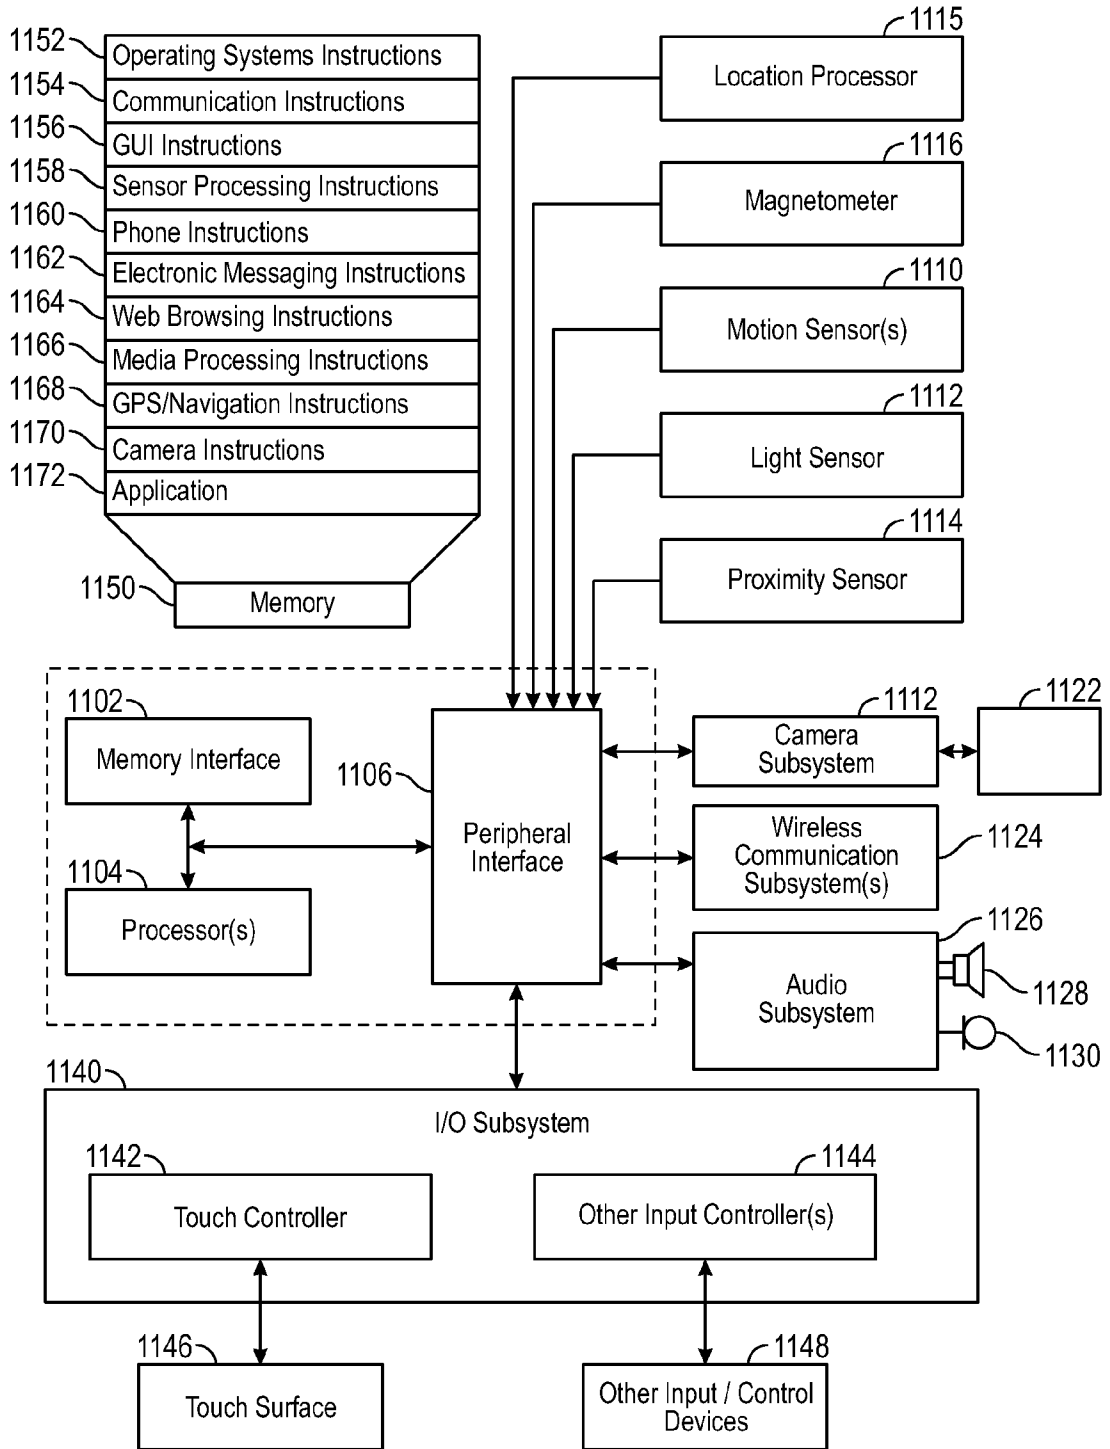 1152
Operating Systems Instructions
1154
Communication Instructions
1156
GUI Instructions
1158
Sensor Processing Instructions
1160
Phone Instructions
1162
Electronic Messaging Instructions
1164
Web Browsing Instructions
1166
Media Processing Instructions
1168
GPS/Navigation Instructions
1170
Camera Instructions
1172
Application
1150
Memory
1115
Location Processor
1116
Magnetometer
1110
Motion Sensor(s)
1112
Light Sensor
1114
Proximity Sensor
1102
Memory Interface
1104
Processor(s)
1106
Peripheral
Interface
1112
Camera
Subsystem
1122
Wireless
Communication
Subsystem(s)
1124
1126
Audio
Subsystem
1128
1130
1140
I/O Subsystem
1142
Touch Controller
1144
Other Input Controller(s)
1146
Touch Surface
1148
Other Input / Control
Devices